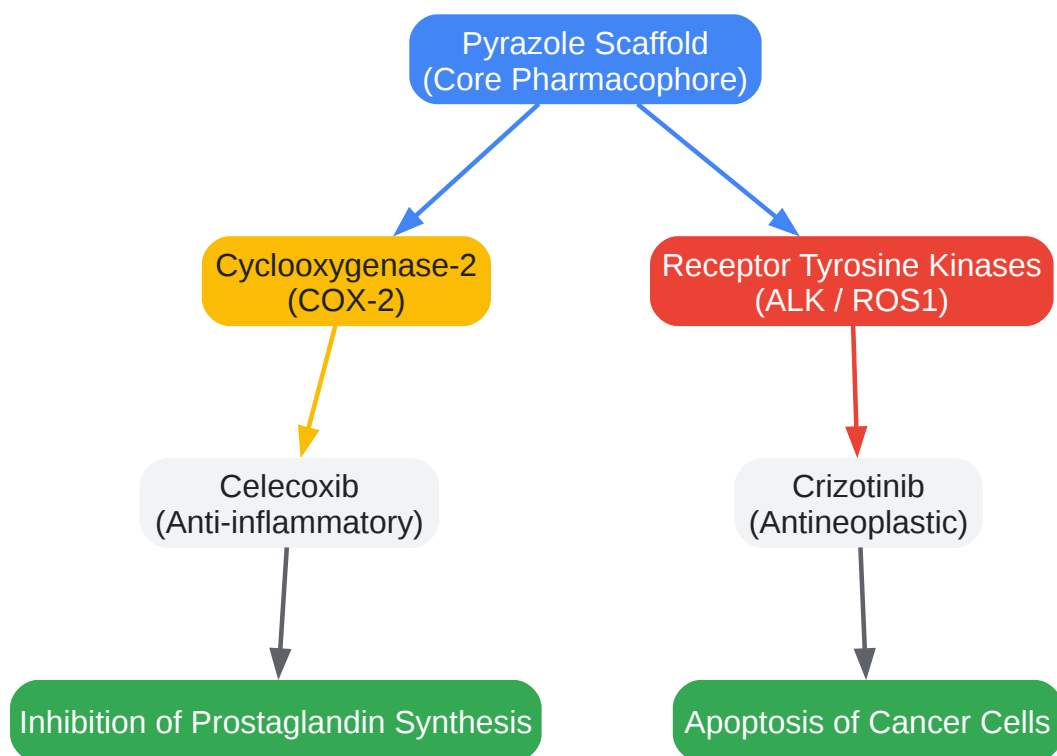 Pyrazole Scaffold
(Core Pharmacophore)
Cyclooxygenase-2
(COX-2)
Receptor Tyrosine Kinases
(ALK / ROS1)
Celecoxib
(Anti-inflammatory)
Crizotinib
(Antineoplastic)
Inhibition of Prostaglandin Synthesis
Apoptosis of Cancer Cells